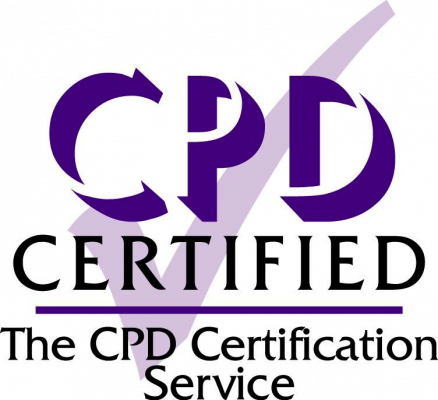 CPD
CERTIFIED
The CPD Certification
Service